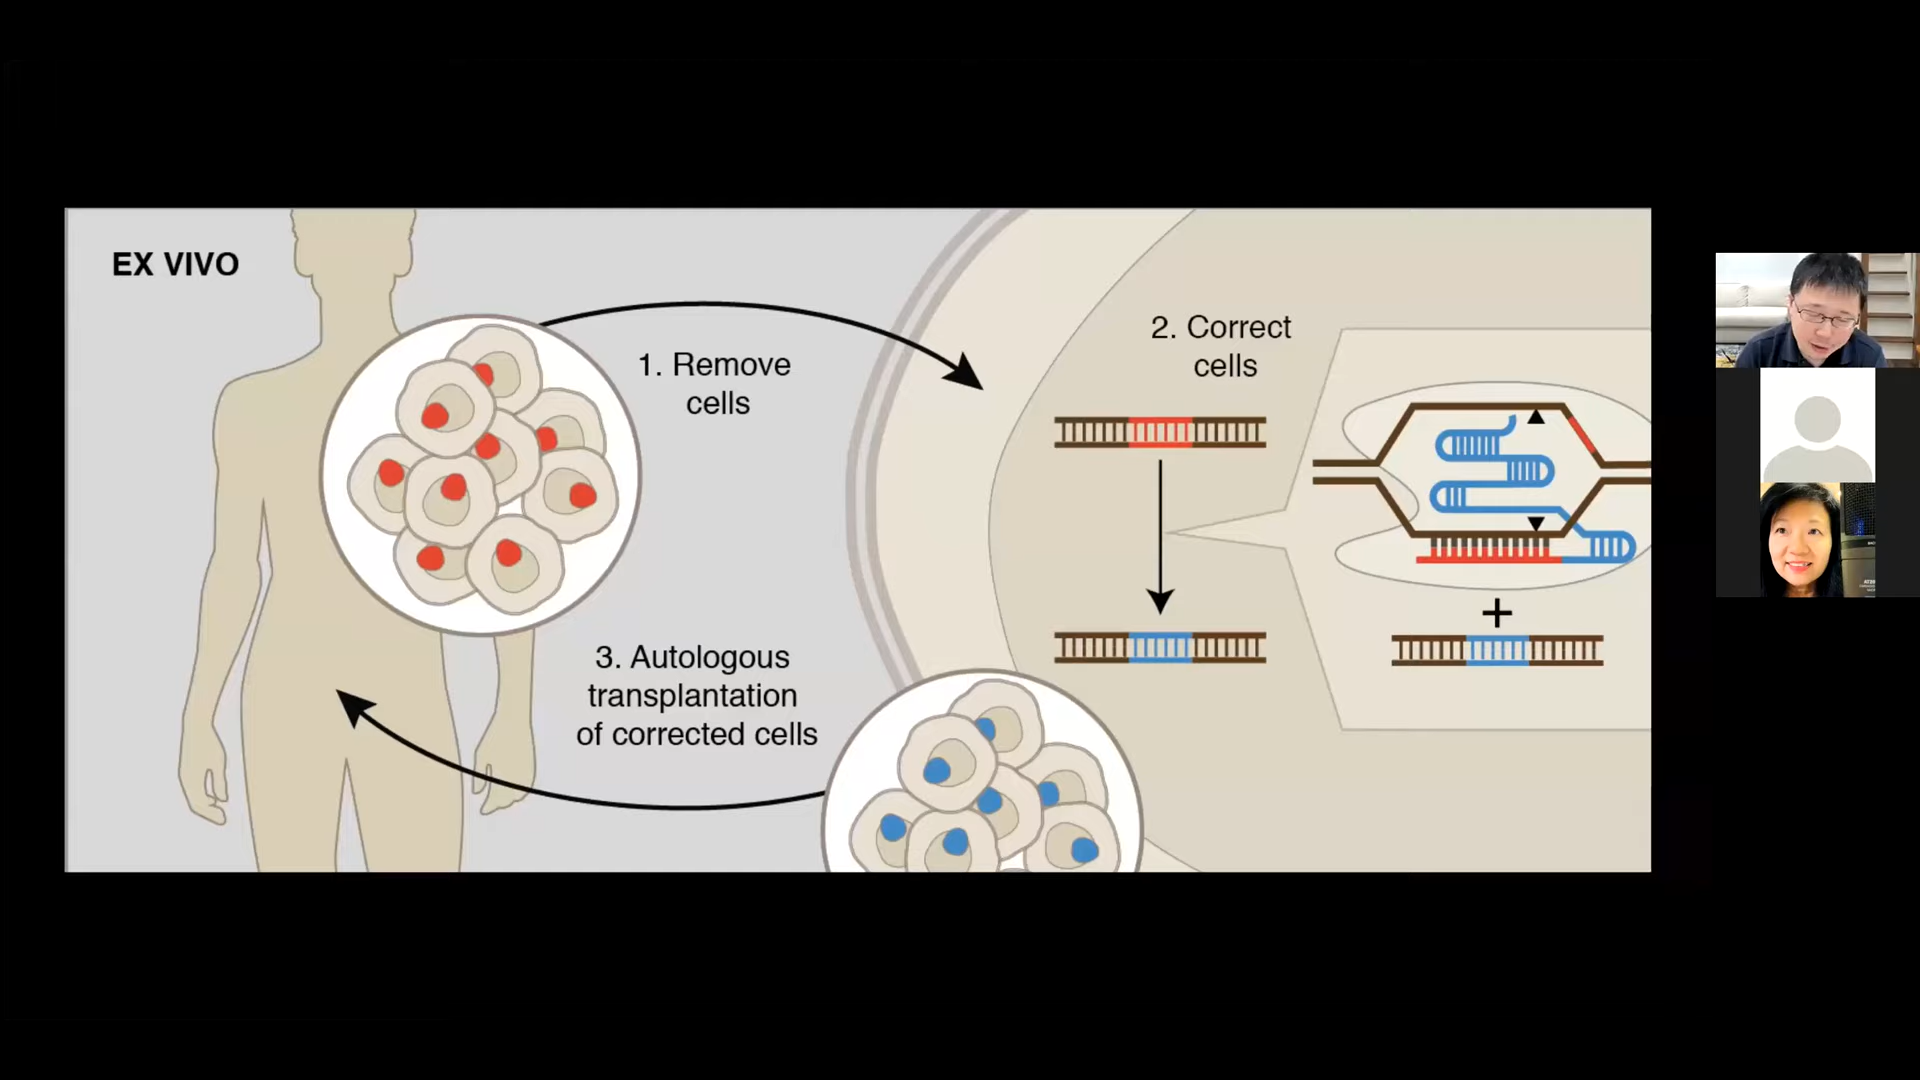 EX VIVO
1. Remove
cells
2. Correct
cells
3. Autologous
transplantation
of corrected cells
+